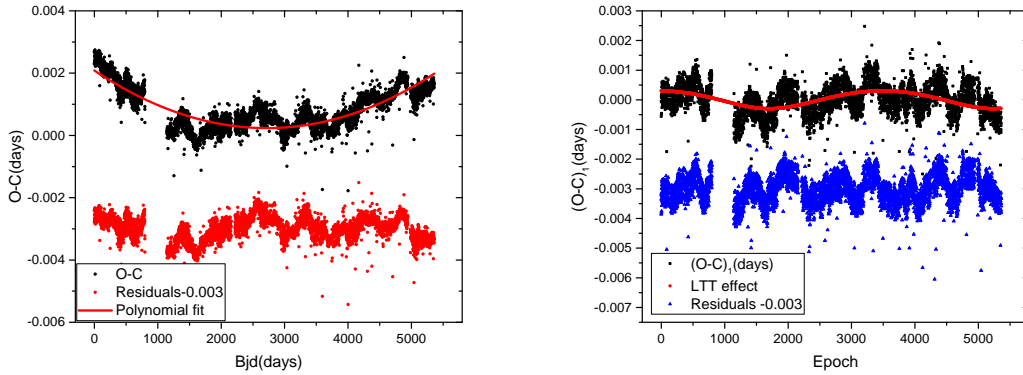 0.004
0.002
0.000
-0.002
-0.004
-0.006
O-C(days)
O-C
Residuals-0.003
Polynomial fit
0 1000 2000 3000 4000 5000
Bjd(days)
0.003
0.002
0.001
0.000
-0.001
-0.002
-0.003
-0.004
-0.005
-0.006
-0.007
(O-C)₁(days)
(O-C)₁(days)
LTT effect
Residuals -0.003
0 1000 2000 3000 4000 5000
Epoch